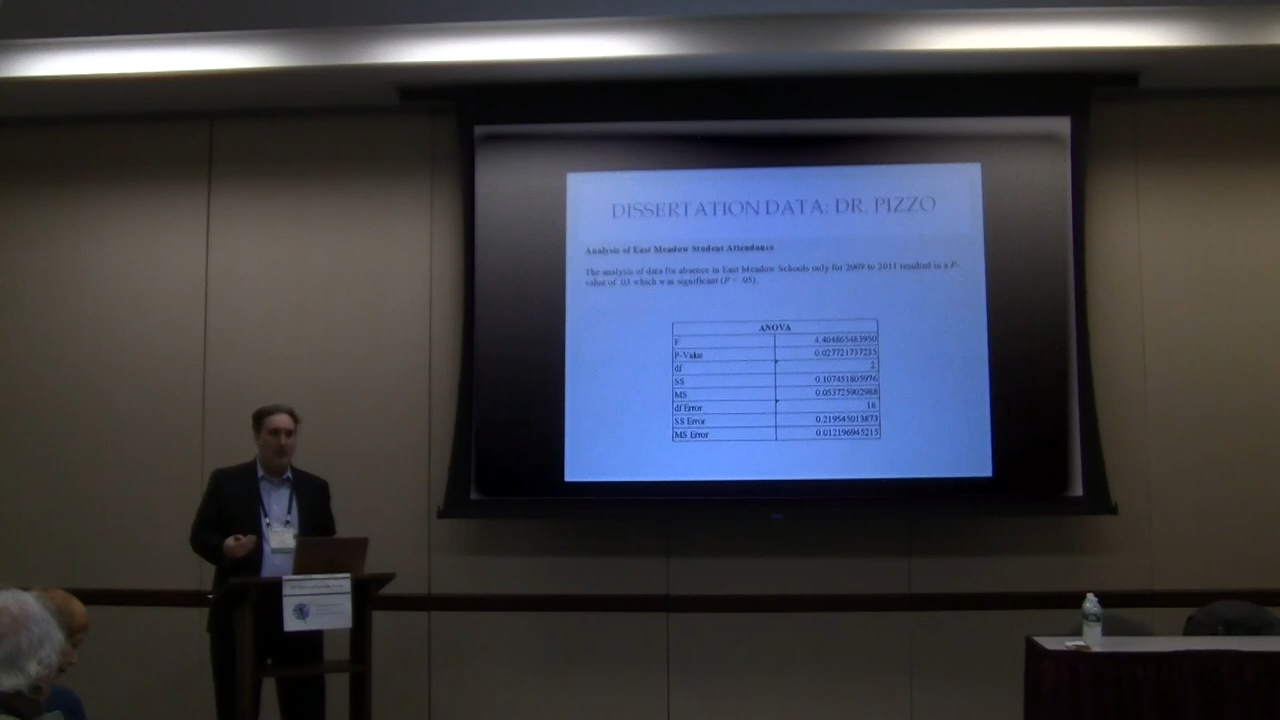 DISSERTATION DATA: DR. PIZZO
Analysis of East Meadow Student Attendance
The analysis of data for absence in East Meadow Schools only for 2009 to 2011 resulted in a P-
value of .03 which was significant (P < .05).
ANOVA
F 4.404865483950
P-Value 0.027721737235
df 2
SS 0.107451805976
MS 0.053725902988
df Error 18
SS Error 0.219545013873
MS Error 0.012196945215